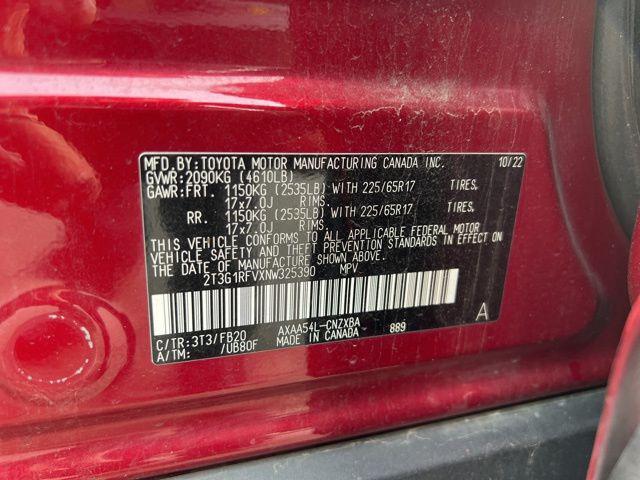 MFD.BY:TOYOTA MOTOR MANUFACTURING CANADA INC. 10/22
GVWR:2090KG (4610LB)
GAWR:FRT. 1150KG (2535LB) WITH 225/65R17 TIRES,
17x7.0J RIMS.
RR. 1150KG (2535LB) WITH 225/65R17 TIRES,
17x7.0J RIMS.
THIS VEHICLE CONFORMS TO ALL APPLICABLE FEDERAL MOTOR
VEHICLE SAFETY AND THEFT PREVENTION STANDARDS IN EFFECT
ON THE DATE OF MANUFACTURE SHOWN ABOVE.
2T3G1RFVXNW325390 MPV
C/TR:3T3/FB20 AXAA54L-CNZXBA 889 A
A/TM: /UB80F MADE IN CANADA